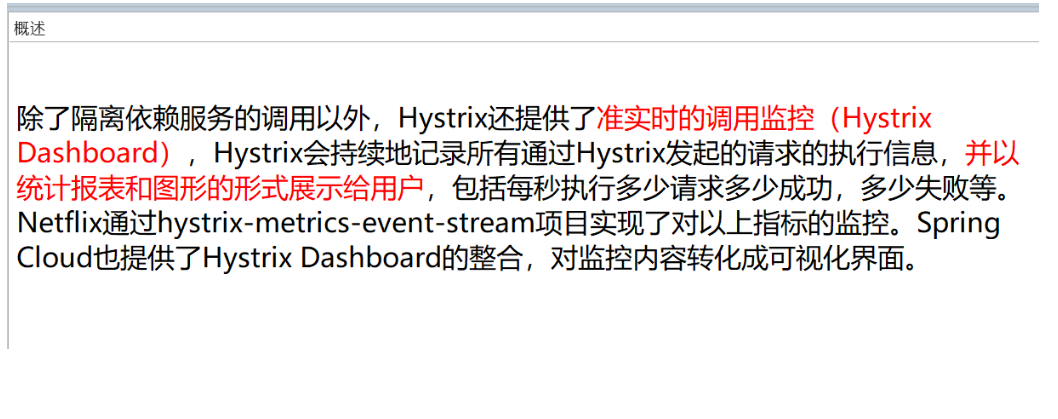 概述
除了隔离依赖服务的调用以外，Hystrix还提供了准实时的调用监控（Hystrix
Dashboard），Hystrix会持续地记录所有通过Hystrix发起的请求的执行信息，并以
统计报表和图形的形式展示给用户，包括每秒执行多少请求多少成功，多少失败等。
Netflix通过hystrix-metrics-event-stream项目实现了对以上指标的监控。Spring
Cloud也提供了Hystrix Dashboard的整合，对监控内容转化成可视化界面。